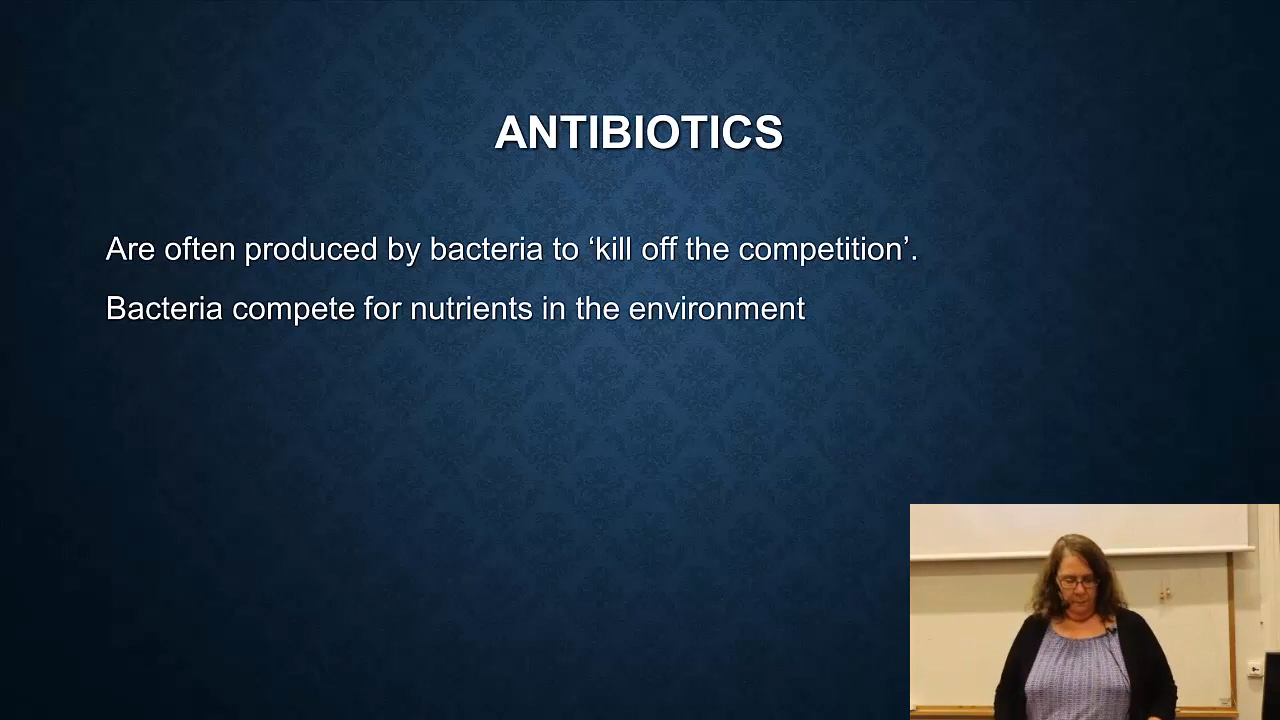 ANTIBIOTICS
Are often produced by bacteria to ‘kill off the competition’.
Bacteria compete for nutrients in the environment